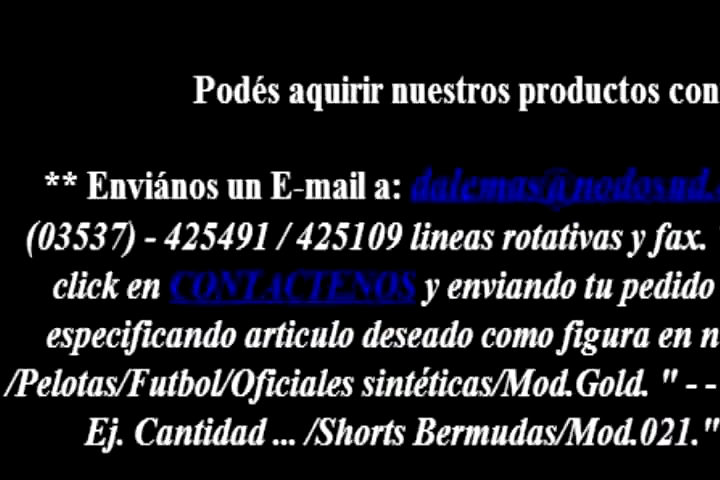 Podés aquirir nuestros productos con
** Enviános un E-mail a: dalemas@nodosud.
(03537) - 425491 / 425109 lineas rotativas y fax.
click en CONTACTENOS y enviando tu pedido
especificando articulo deseado como figura en n
/Pelotas/Futbol/Oficiales sintéticas/Mod.Gold. " - -
Ej. Cantidad ... /Shorts Bermudas/Mod.021."